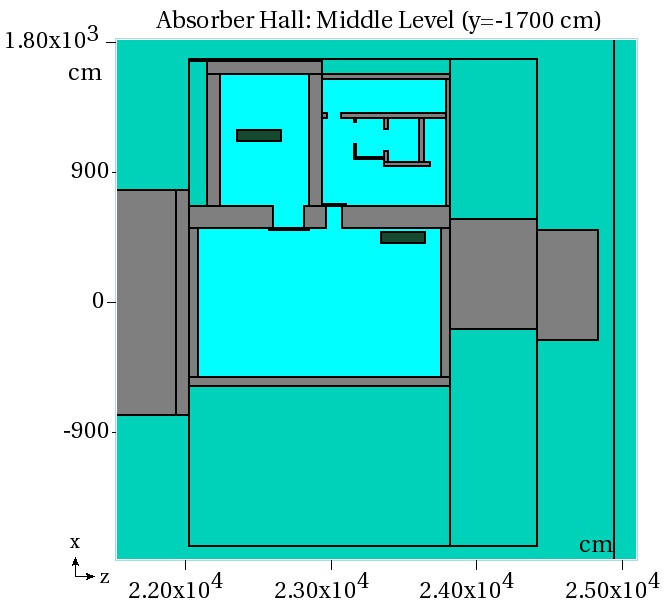 Absorber Hall: Middle Level (y=-1700 cm)
1.80x10³
cm
900
0
-900
cm
x
z
2.20x10⁴ 2.30x10⁴ 2.40x10⁴ 2.50x10⁴